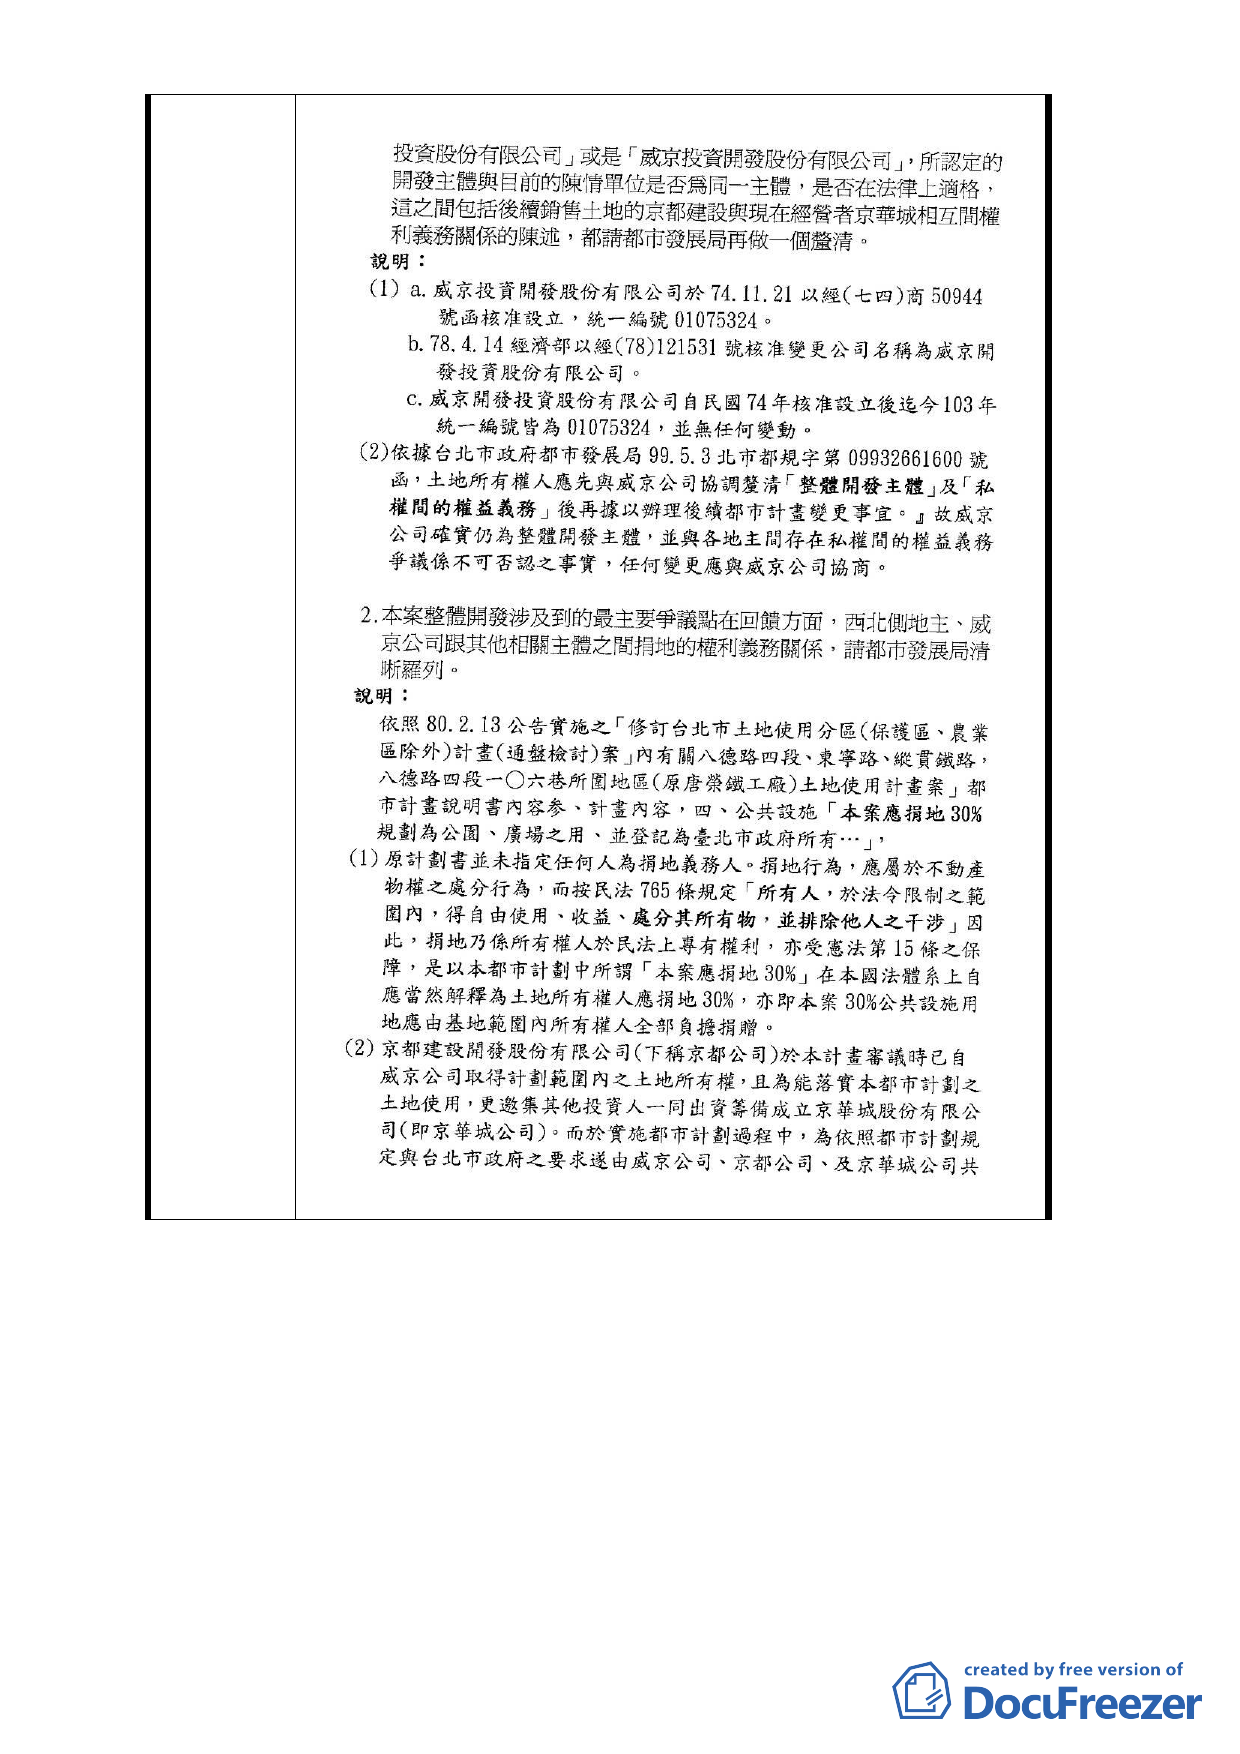 投資股份有限公司」或是「威京投資開發股份有限公司」，所認定的
開發主體與目前的陳情單位是否為同一主體，是否在法律上適格，
這之間包括後續銷售土地的京都建設與現在經營者京華城相互間權
利義務關係的陳述，都請都市發展局再做一個釐清。
說明：
(1) a. 威京投資開發股份有限公司於 74.11.21 以經(七四)商 50944
號函核准設立，統一編號 01075324。
b. 78.4.14 經濟部以經(78)121531 號核准變更公司名稱為威京開
發投資股份有限公司。
c. 威京開發投資股份有限公司自民國 74 年核准設立後迄今 103 年
統一編號皆為 01075324，並無任何變動。
(2)依據台北市政府都市發展局 99.5.3 北市都規字第 09932661600 號
函，土地所有權人應先與威京公司協調釐清「整體開發主體」及「私
權間的權益義務」後再據以辦理後續都市計畫變更事宜。』故威京
公司確實仍為整體開發主體，並與各地主間存在私權間的權益義務
爭議係不可否認之事實，任何變更應與威京公司協商。
2.本案整體開發涉及到的最主要爭議點在回饋方面，西北側地主、威
京公司跟其他相關主體之間捐地的權利義務關係，請都市發展局清
晰羅列。
說明：
依照 80.2.13 公告實施之「修訂台北市土地使用分區(保護區、農業
區除外)計畫(通盤檢討)案」內有關八德路四段、東寧路、縱貫鐵路，
八德路四段一〇六巷所圍地區(原唐榮鐵工廠)土地使用計畫案」都
市計畫說明書內容參、計畫內容，四、公共設施「本案應捐地 30%
規劃為公園、廣場之用、並登記為臺北市政府所有…」，
(1) 原計劃書並未指定任何人為捐地義務人。捐地行為，應屬於不動產
物權之處分行為，而按民法 765 條規定「所有人，於法令限制之範
圍內，得自由使用、收益、處分其所有物，並排除他人之干涉」因
此，捐地乃係所有權人於民法上專有權利，亦受憲法第 15 條之保
障，是以本都市計劃中所謂「本案應捐地 30%」在本國法體系上自
應當然解釋為土地所有權人應捐地 30%，亦即本案 30%公共設施用
地應由基地範圍內所有權人全部負擔捐贈。
(2) 京都建設開發股份有限公司(下稱京都公司)於本計畫審議時已自
威京公司取得計劃範圍內之土地所有權，且為能落實本都市計劃之
土地使用，更邀集其他投資人一同出資籌備成立京華城股份有限公
司(即京華城公司)。而於實施都市計劃過程中，為依照都市計劃規
定與台北市政府之要求遂由威京公司、京都公司、及京華城公司共
created by free version of
DocuFreezer